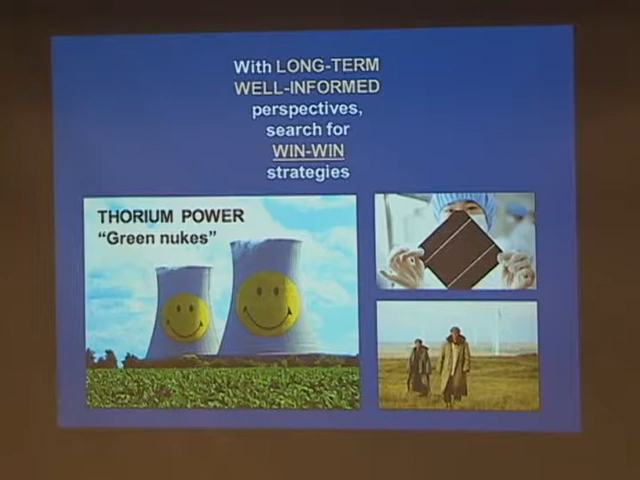 With LONG-TERM
WELL-INFORMED
perspectives,
search for
WIN-WIN
strategies
THORIUM POWER
“Green nukes”